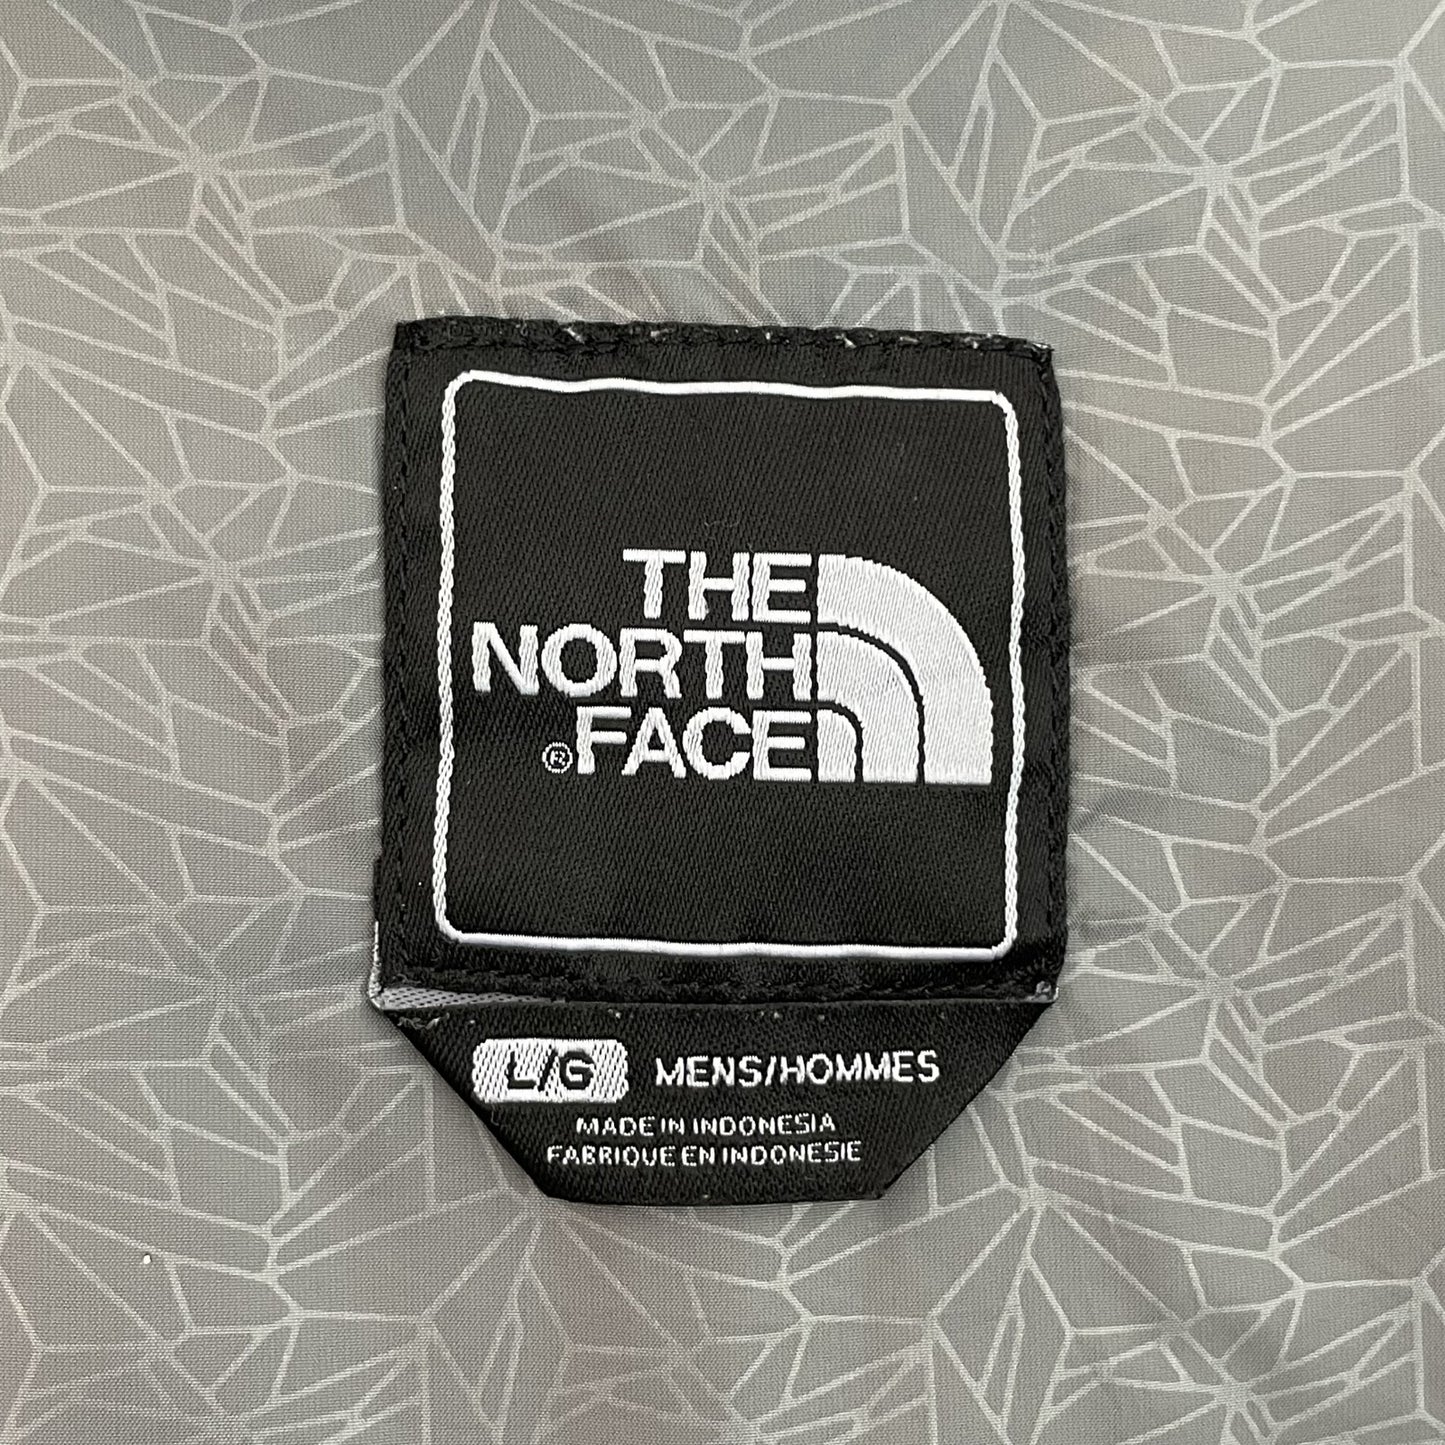 THE
NORTH
®FACE
L/G MENS/HOMMES
MADE IN INDONESIA
FABRIQUE EN INDONESIE